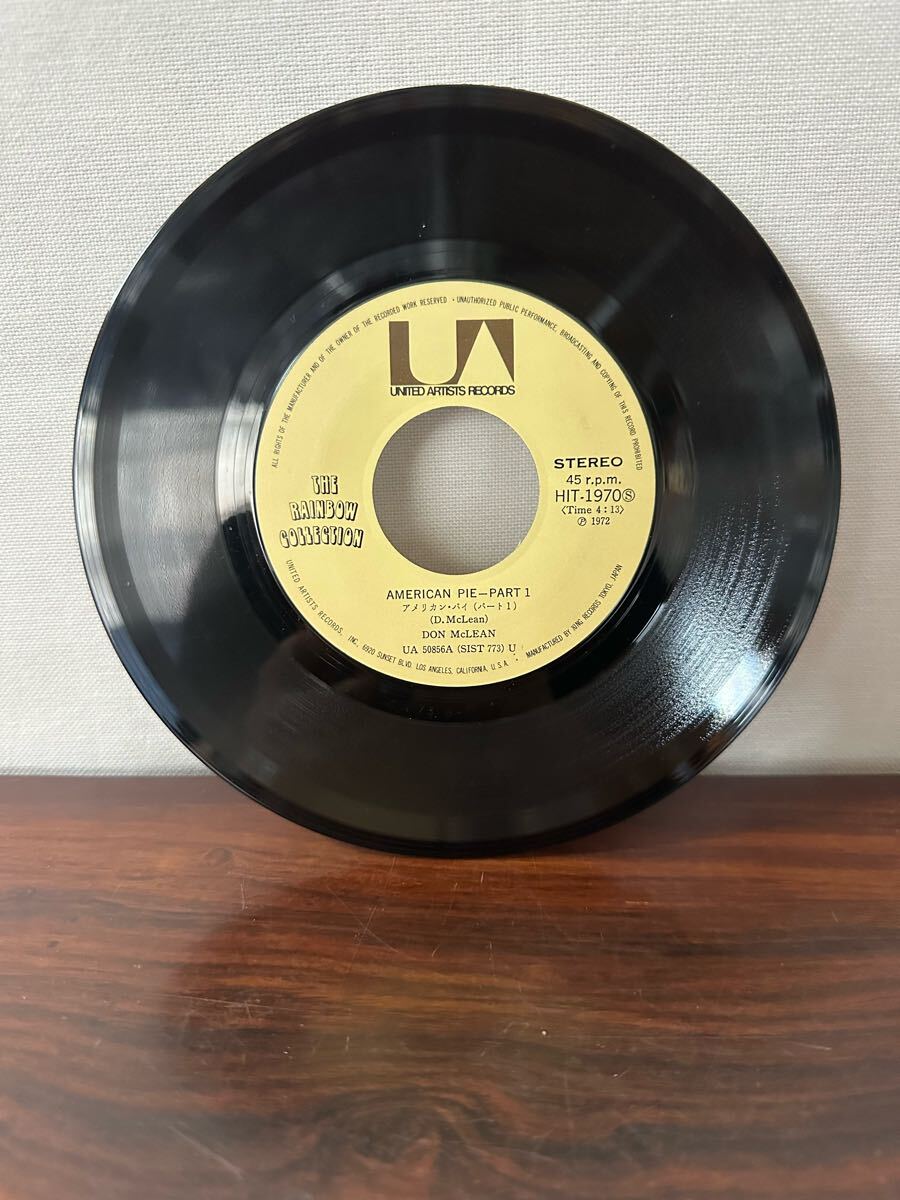 ALL RIGHTS OF THE MANUFACTURER AND OF THE OWNER OF THE RECORDED WORK RESERVED • UNAUTHORIZED PUBLIC PERFORMANCE, BROADCASTING AND COPYING OF THIS RECORD PROHIBITED
UA
UNITED ARTISTS RECORDS
STEREO
45 r.p.m.
HIT-1970Ⓢ
〈Time 4:13〉
Ⓟ 1972
THE
RAINBOW
COLLECTION
AMERICAN PIE—PART 1
アメリカン・パイ (パート1)
(D. McLean)
DON McLEAN
UA 50856A (SIST 773) U
UNITED ARTISTS RECORDS, INC. 6920 SUNSET BLVD. LOS ANGELES, CALIFORNIA, U.S.A. • MANUFACTURED BY KING RECORDS TOKYO, JAPAN